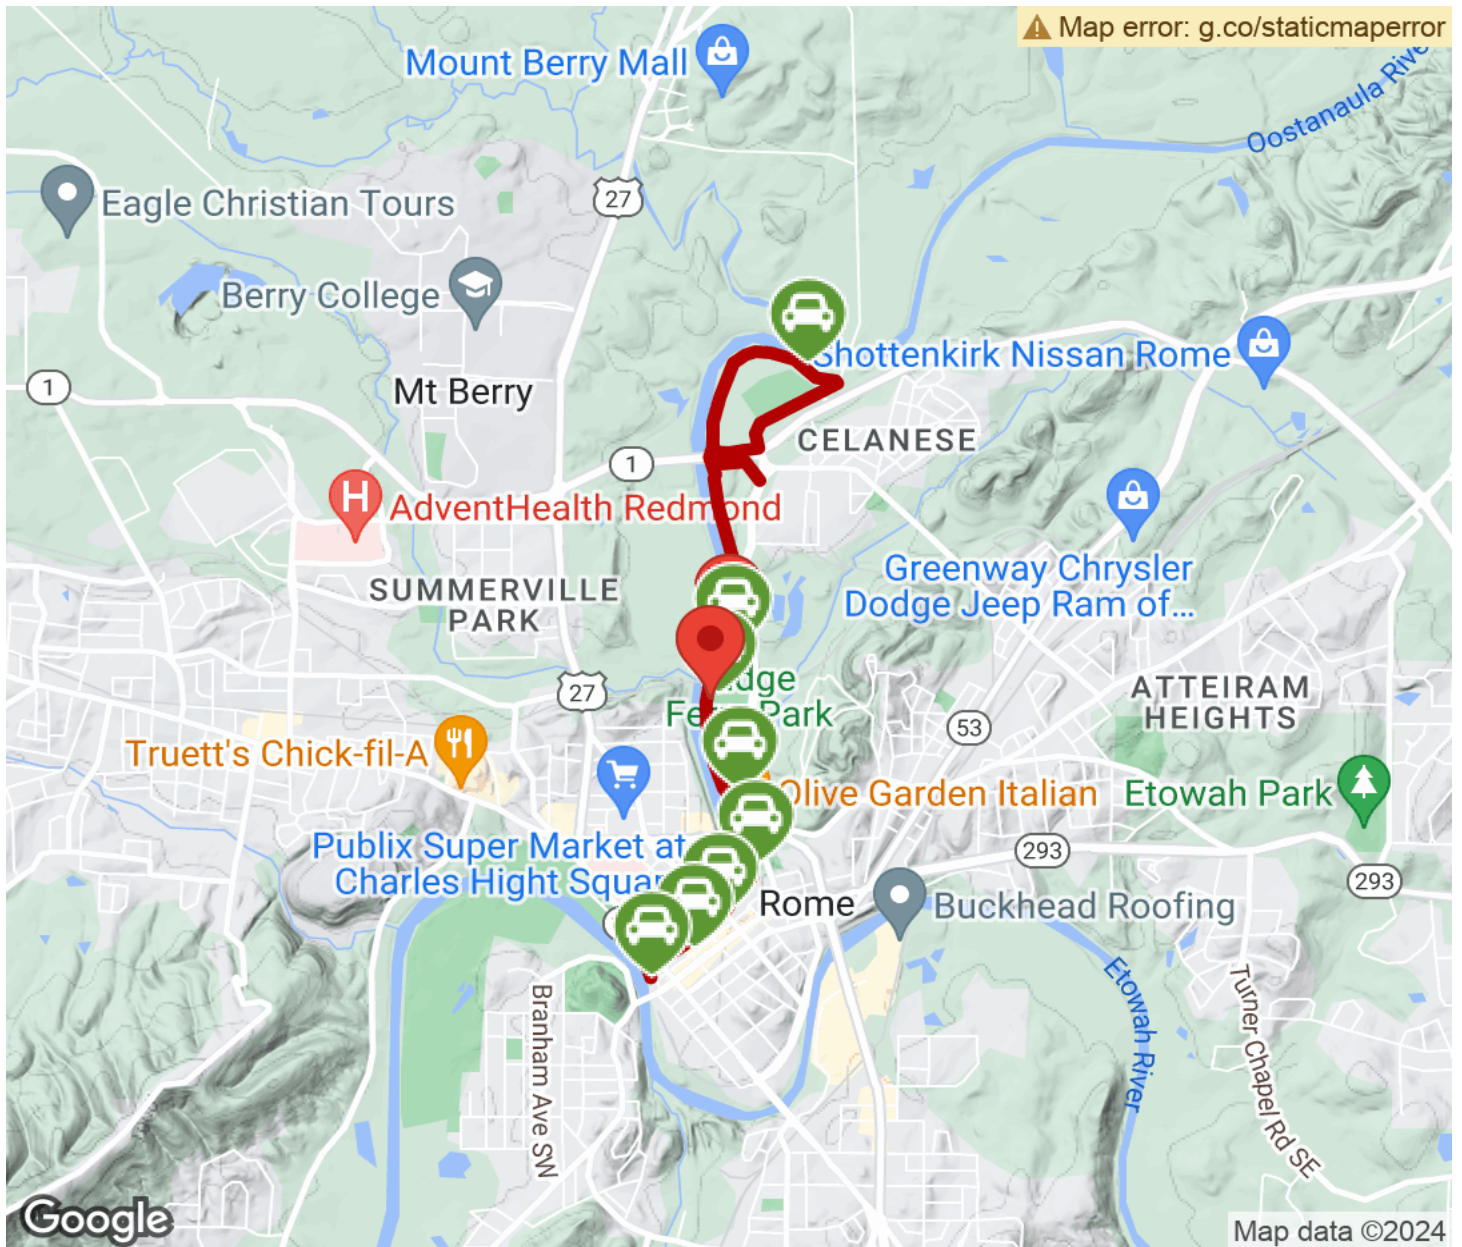 Map error: g.co/staticmaperror
Mount Berry Mall
Oostanaula River
27
Eagle Christian Tours
Berry College
Shottenkirk Nissan Rome
1
Mt Berry
CELANESE
1
H
AdventHealth Redmond
Greenway Chrysler
Dodge Jeep Ram of...
SUMMERVILLE
PARK
27
ATTEIRAM
HEIGHTS
53
Park
Truett's Chick-fil-A
Olive Garden Italian
Etowah Park
Publix Super Market at
Charles Hight Squar
293
293
Rome
Buckhead Roofing
Etowah River
Turner Chapel Rd SE
Branham Ave SW
Google
Map data ©2024